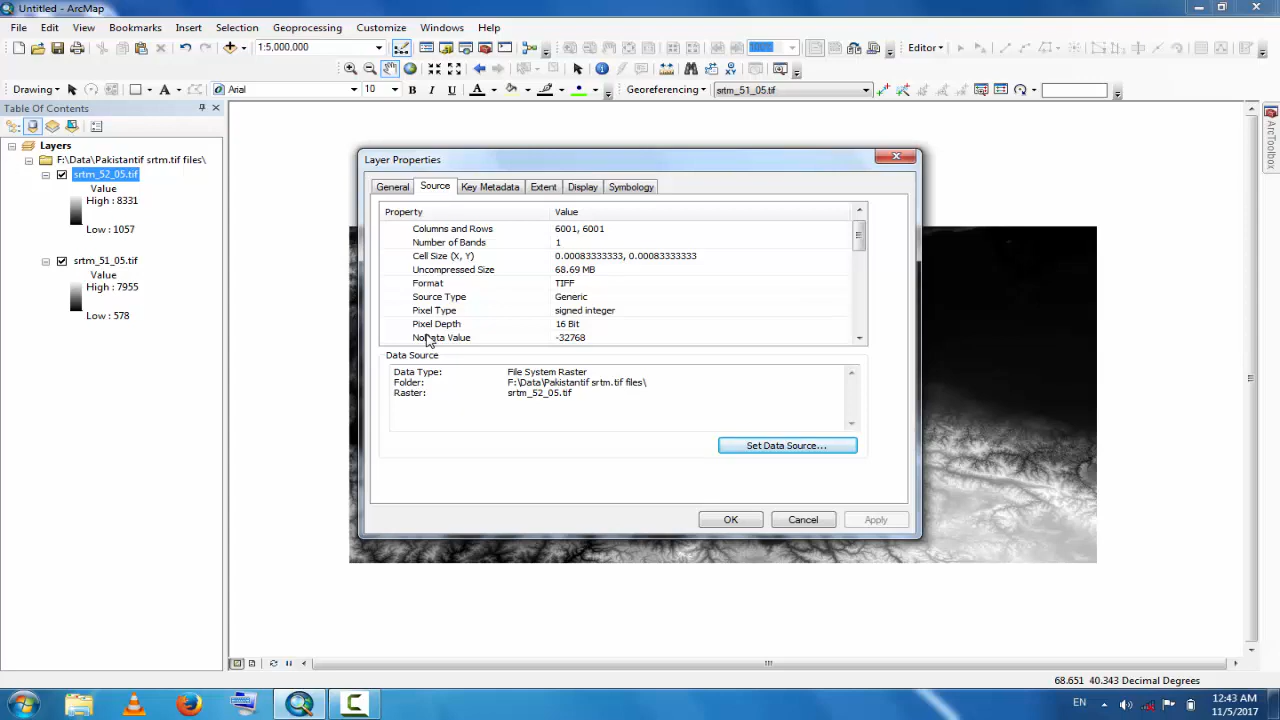 Untitled - ArcMap
File Edit View Bookmarks Insert Selection Geoprocessing Customize Windows Help
1:5,000,000
Editor
Drawing
Arial
10
B I U A
Georeferencing
srtm_51_05.tif
Table Of Contents
Layers
F:\Data\Pakistantif srtm.tif files\
srtm_52_05.tif
Value
High : 8331
Low : 1057
srtm_51_05.tif
Value
High : 7955
Low : 578
ArcToolbox
Layer Properties
General Source Key Metadata Extent Display Symbology
Property Value
Columns and Rows 6001, 6001
Number of Bands 1
Cell Size (X, Y) 0.00083333333, 0.00083333333
Uncompressed Size 68.69 MB
Format TIFF
Source Type Generic
Pixel Type signed integer
Pixel Depth 16 Bit
NoData Value -32768
Data Source
Data Type: File System Raster
Folder: F:\Data\Pakistantif srtm.tif files\
Raster: srtm_52_05.tif
Set Data Source...
OK Cancel Apply
68.651 40.343 Decimal Degrees
EN
12:43 AM
11/5/2017